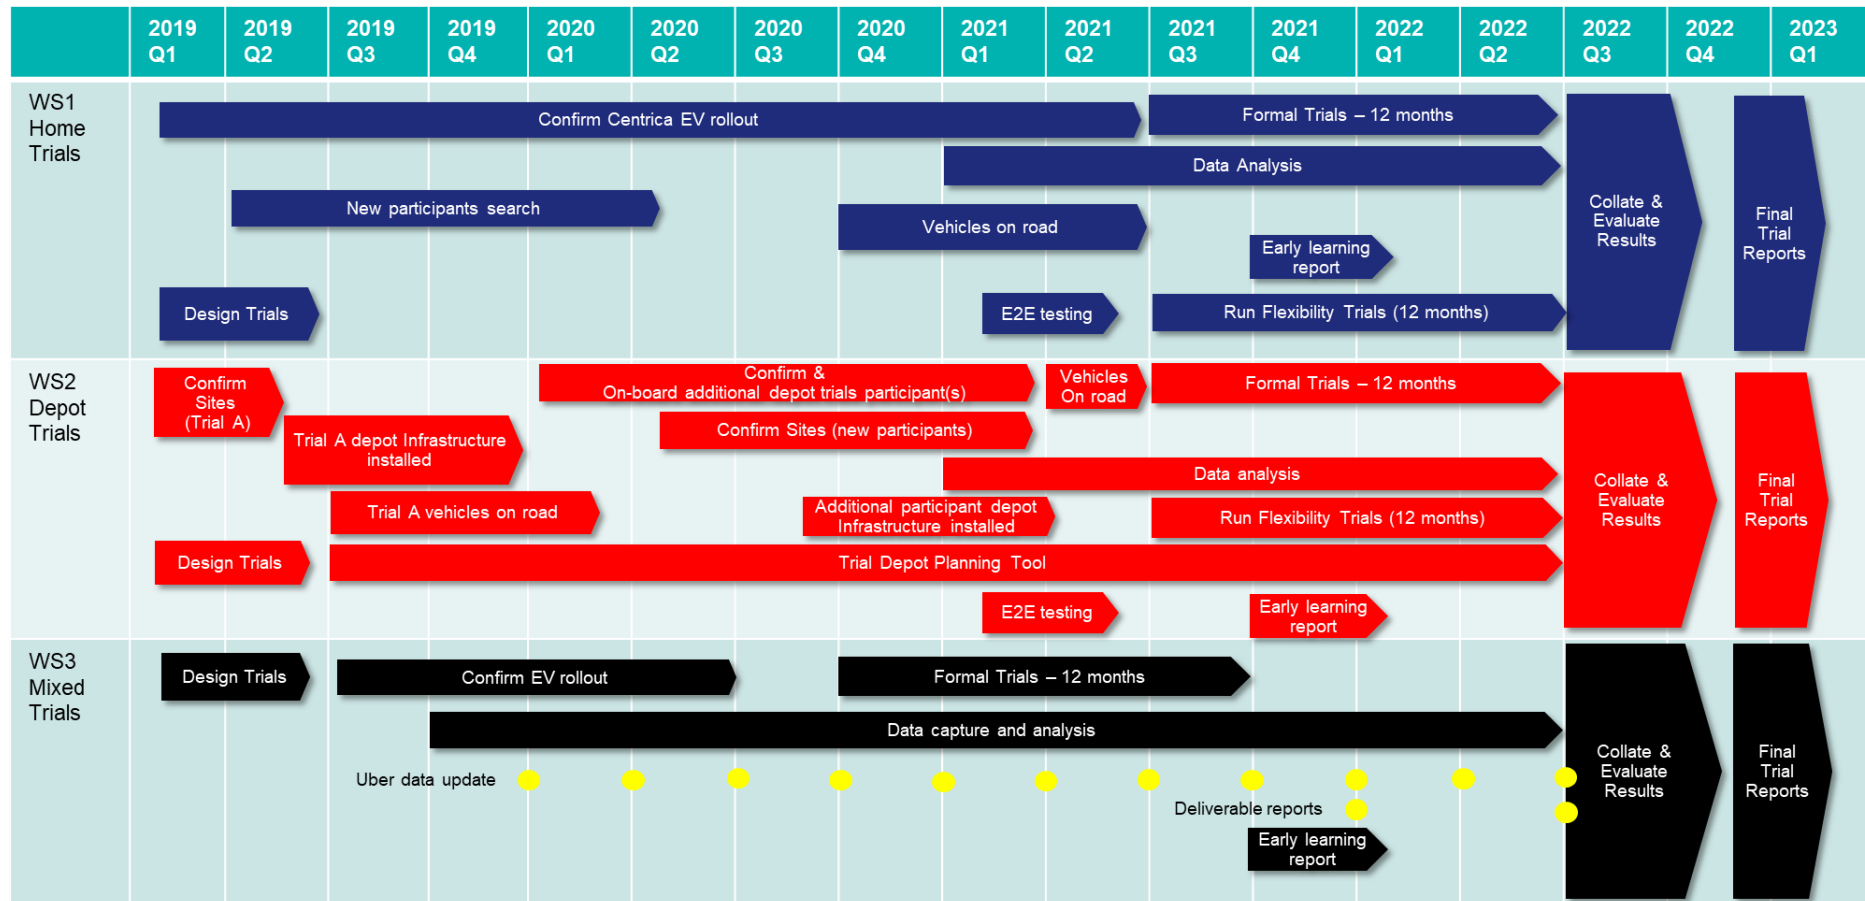 2019
Q1
2019
Q2
2019
Q3
2019
Q4
2020
Q1
2020
Q2
2020
Q3
2020
Q4
2021
Q1
2021
Q2
2021
Q3
2021
Q4
2022
Q1
2022
Q2
2022
Q3
2022
Q4
2023
Q1
WS1
Home
Trials
Confirm Centrica EV rollout
Formal Trials – 12 months
Data Analysis
New participants search
Vehicles on road
Early learning
report
Design Trials
E2E testing
Run Flexibility Trials (12 months)
Collate &
Evaluate
Results
Final
Trial
Reports
WS2
Depot
Trials
Confirm
Sites
(Trial A)
Confirm &
On-board additional depot trials participant(s)
Vehicles
On road
Formal Trials – 12 months
Trial A depot Infrastructure
installed
Confirm Sites (new participants)
Data analysis
Trial A vehicles on road
Additional participant depot
Infrastructure installed
Run Flexibility Trials (12 months)
Design Trials
Trial Depot Planning Tool
E2E testing
Early learning
report
Collate &
Evaluate
Results
Final
Trial
Reports
WS3
Mixed
Trials
Design Trials
Confirm EV rollout
Formal Trials – 12 months
Data capture and analysis
Uber data update
Deliverable reports
Early learning
report
Collate &
Evaluate
Results
Final
Trial
Reports